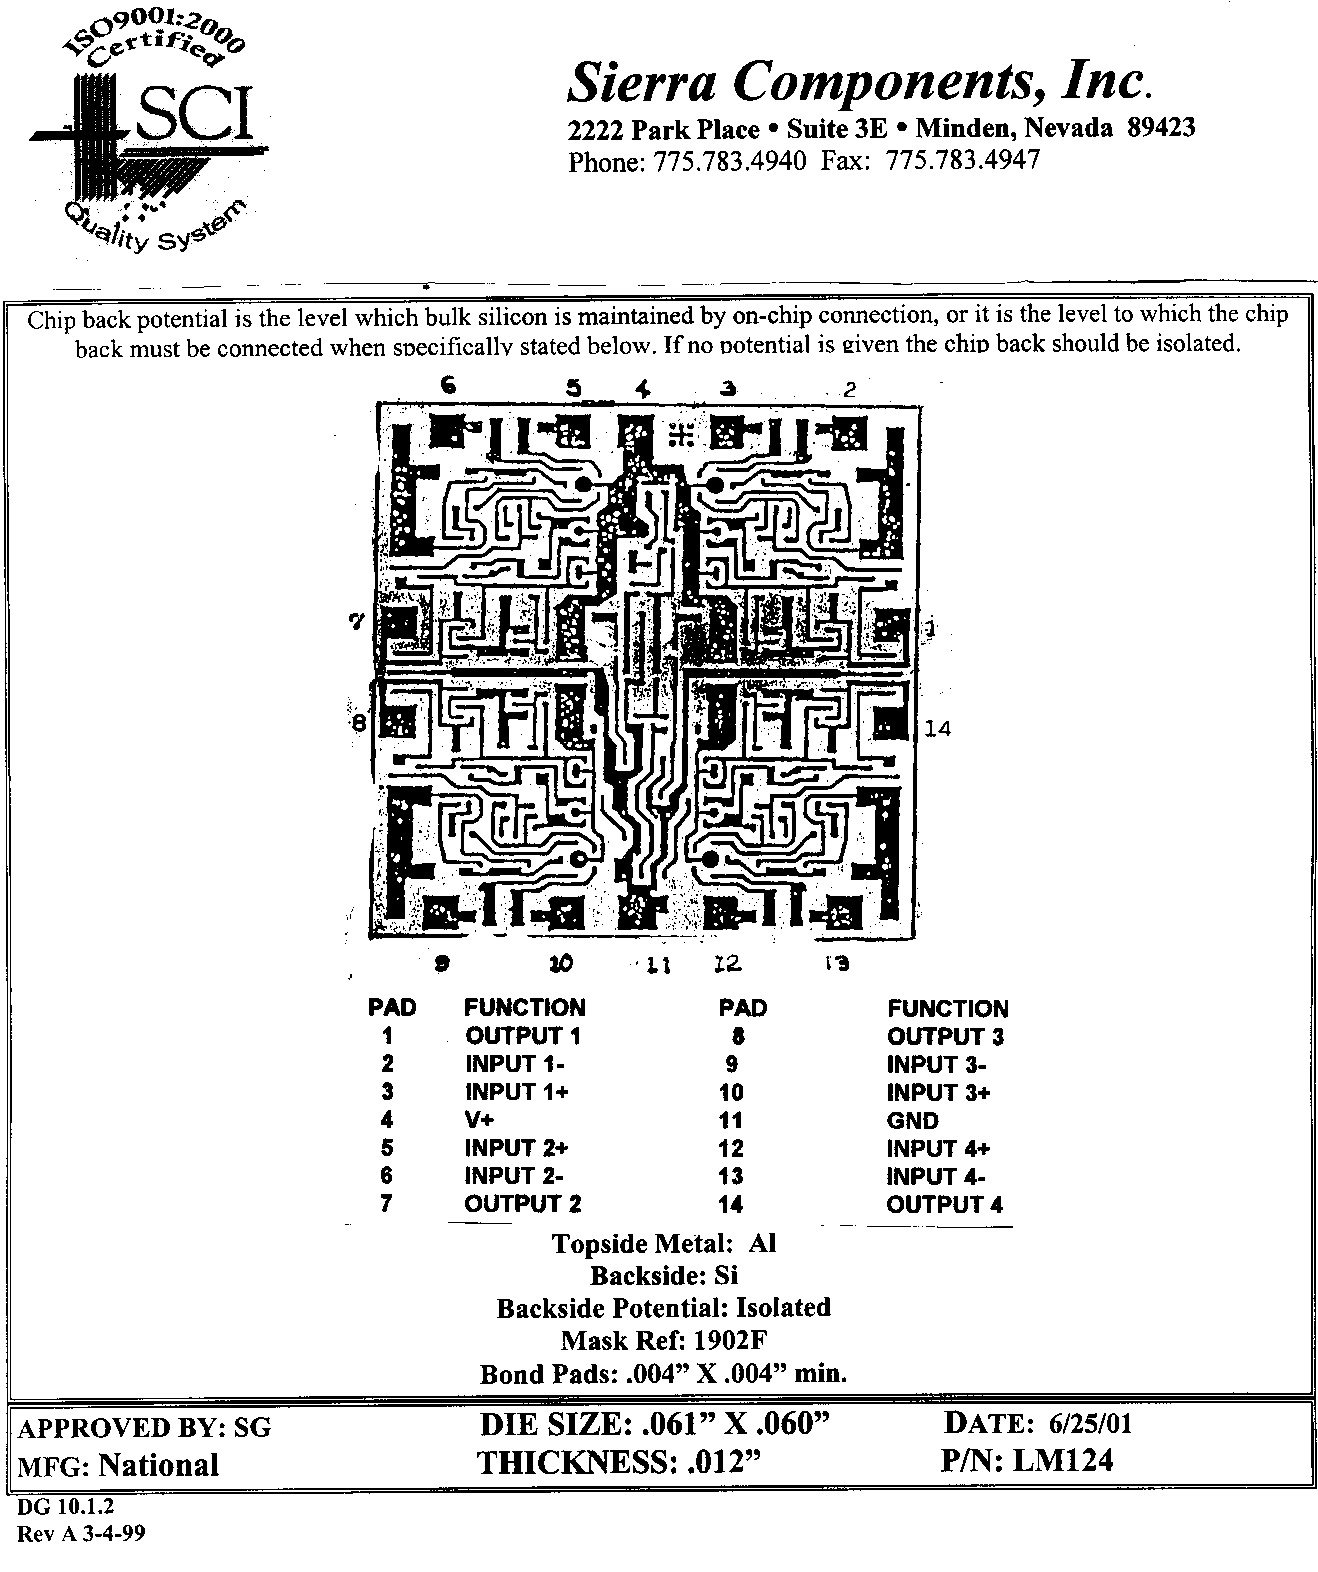 ISO9001:2000
Certified
SCI
Quality System
Sierra Components, Inc.
2222 Park Place • Suite 3E • Minden, Nevada 89423
Phone: 775.783.4940 Fax: 775.783.4947
Chip back potential is the level which bulk silicon is maintained by on-chip connection, or it is the level to which the chip
back must be connected when specifically stated below. If no potential is given the chip back should be isolated.
6 5 4 3 2
7 1
8 14
9 10 11 12 13
PAD FUNCTION PAD FUNCTION
1 OUTPUT 1 8 OUTPUT 3
2 INPUT 1- 9 INPUT 3-
3 INPUT 1+ 10 INPUT 3+
4 V+ 11 GND
5 INPUT 2+ 12 INPUT 4+
6 INPUT 2- 13 INPUT 4-
7 OUTPUT 2 14 OUTPUT 4
Topside Metal: Al
Backside: Si
Backside Potential: Isolated
Mask Ref: 1902F
Bond Pads: .004” X .004” min.
APPROVED BY: SG DIE SIZE: .061” X .060” DATE: 6/25/01
MFG: National THICKNESS: .012” P/N: LM124
DG 10.1.2
Rev A 3-4-99